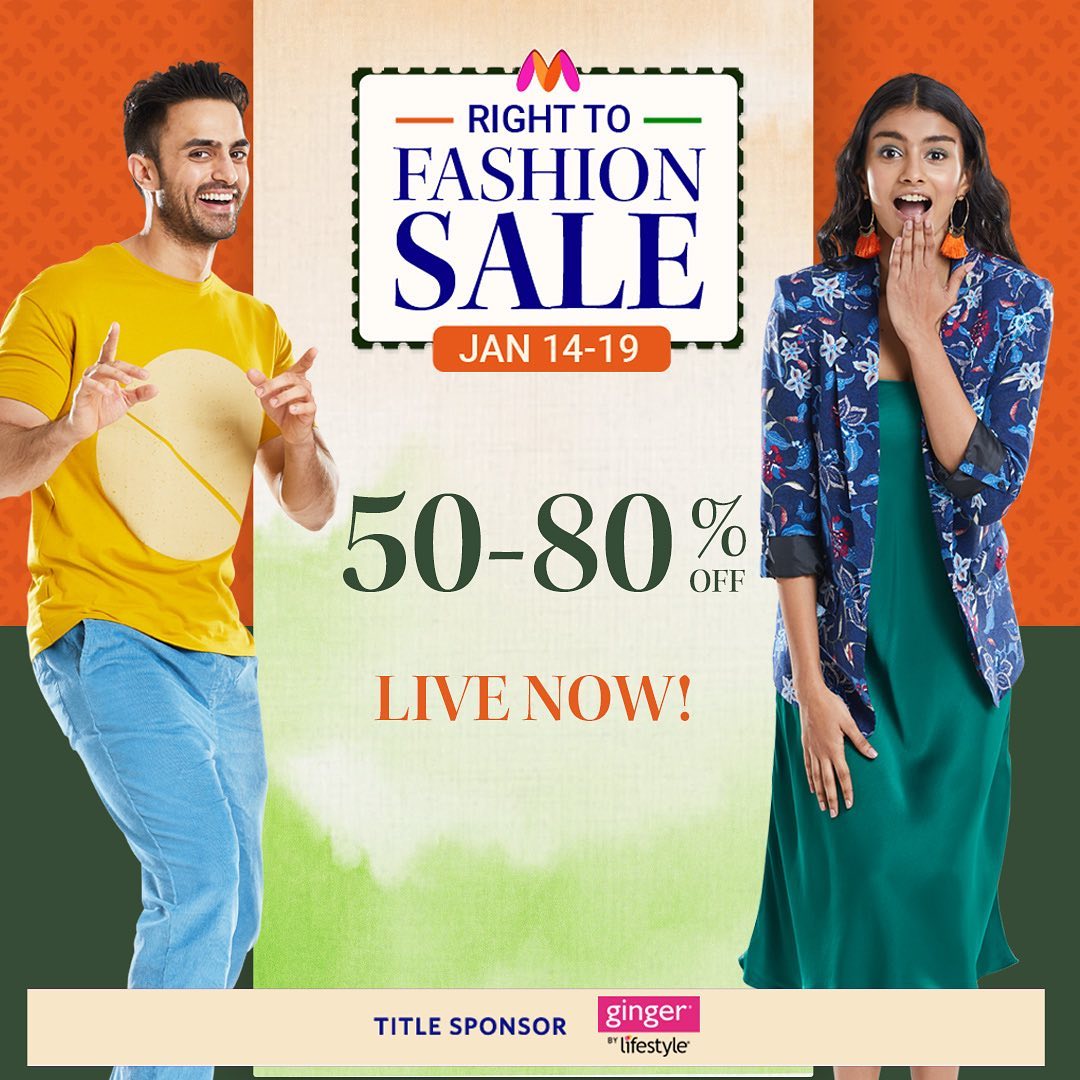 RIGHT TO
FASHION
SALE
JAN 14-19
50-80 %
OFF
LIVE NOW!
TITLE SPONSOR
ginger
BY lifestyle